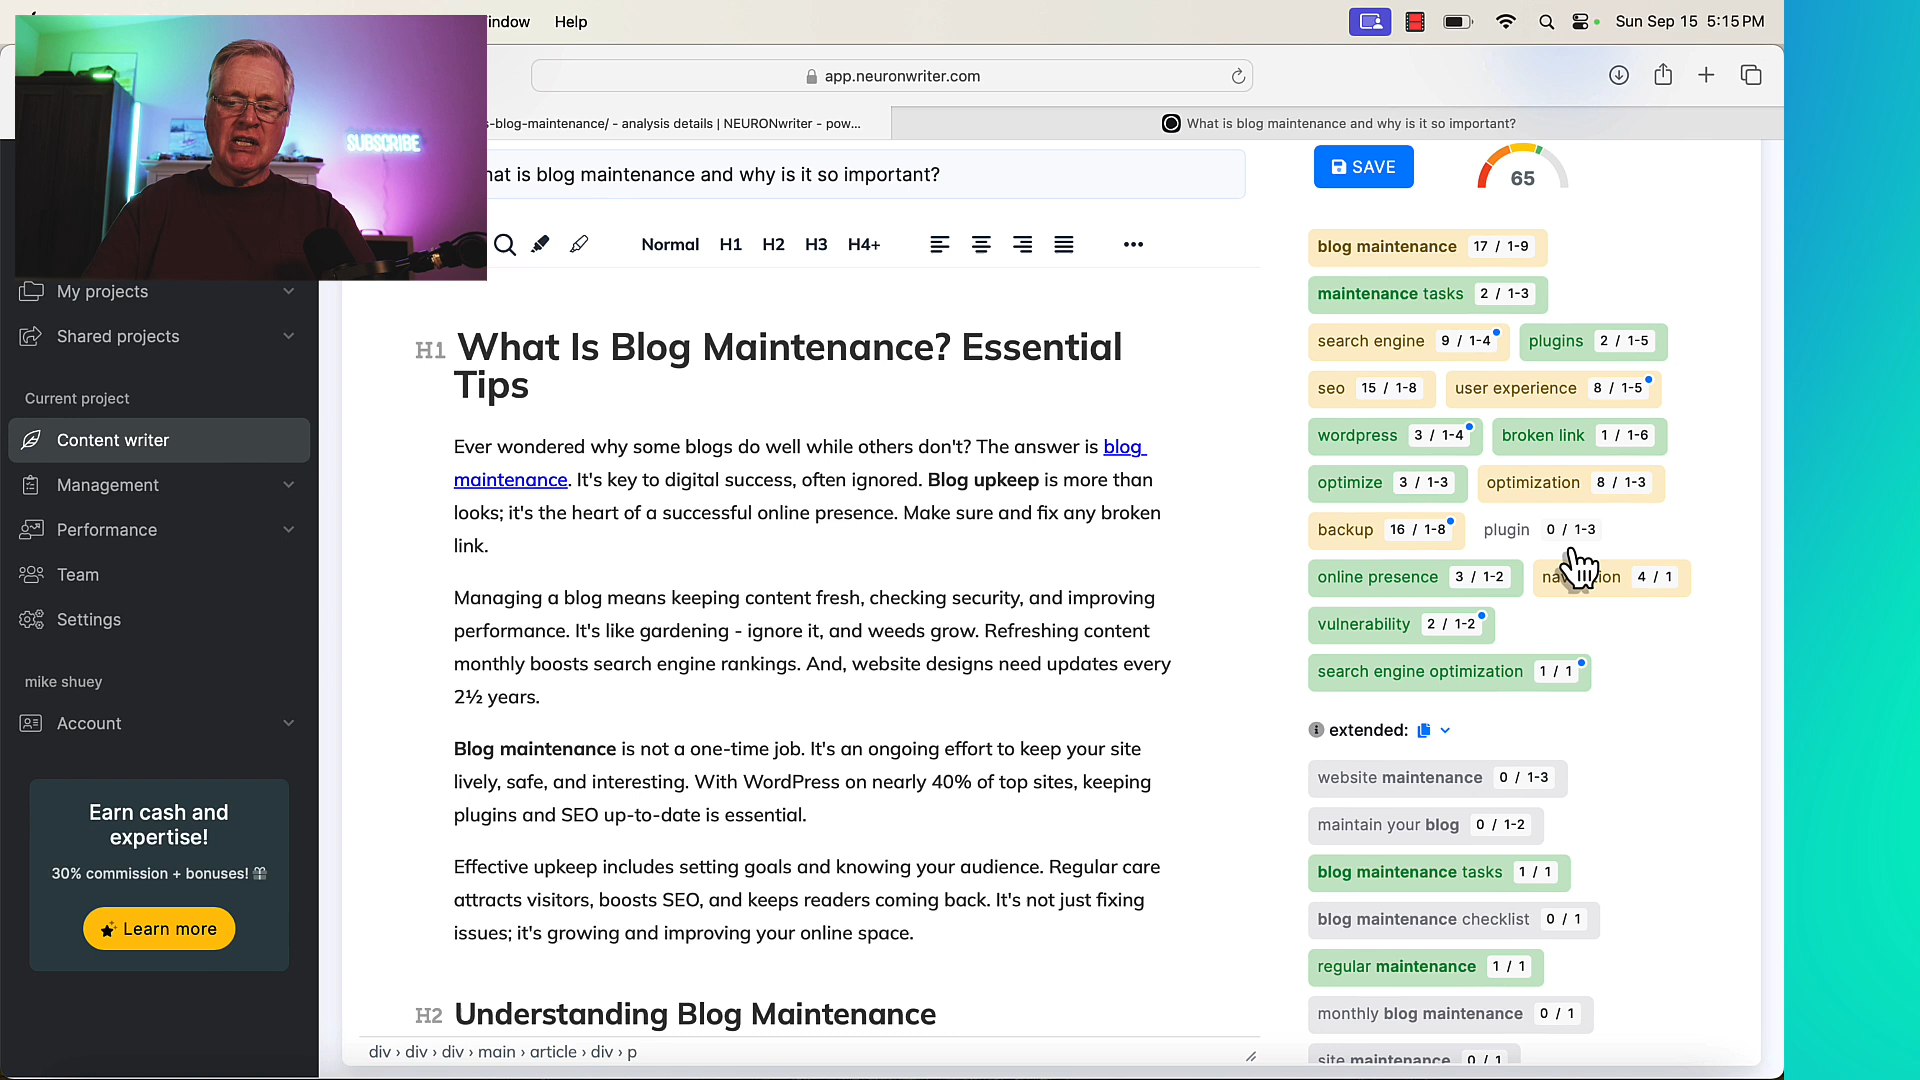 indow Help
Sun Sep 15 5:15 PM
app.neuronwriter.com
s-blog-maintenance/ - analysis details | NEURONwriter - pow...
What is blog maintenance and why is it so important?
SUBSCRIBE
hat is blog maintenance and why is it so important?
SAVE
65
Normal H1 H2 H3 H4+
My projects
Shared projects
Current project
Content writer
Management
Performance
Team
Settings
mike shuey
Account
Earn cash and
expertise!
30% commission + bonuses!
Learn more
H1 What Is Blog Maintenance? Essential
Tips
Ever wondered why some blogs do well while others don't? The answer is blog
maintenance. It's key to digital success, often ignored. Blog upkeep is more than
looks; it's the heart of a successful online presence. Make sure and fix any broken
link.
Managing a blog means keeping content fresh, checking security, and improving
performance. It's like gardening - ignore it, and weeds grow. Refreshing content
monthly boosts search engine rankings. And, website designs need updates every
2½ years.
Blog maintenance is not a one-time job. It's an ongoing effort to keep your site
lively, safe, and interesting. With WordPress on nearly 40% of top sites, keeping
plugins and SEO up-to-date is essential.
Effective upkeep includes setting goals and knowing your audience. Regular care
attracts visitors, boosts SEO, and keeps readers coming back. It's not just fixing
issues; it's growing and improving your online space.
H2 Understanding Blog Maintenance
div › div › div › main › article › div › p
blog maintenance 17 / 1-9
maintenance tasks 2 / 1-3
search engine 9 / 1-4 plugins 2 / 1-5
seo 15 / 1-8 user experience 8 / 1-5
wordpress 3 / 1-4 broken link 1 / 1-6
optimize 3 / 1-3 optimization 8 / 1-3
backup 16 / 1-8 plugin 0 / 1-3
online presence 3 / 1-2 4 / 1
vulnerability 2 / 1-2
search engine optimization 1 / 1
extended:
website maintenance 0 / 1-3
maintain your blog 0 / 1-2
blog maintenance tasks 1 / 1
blog maintenance checklist 0 / 1
regular maintenance 1 / 1
monthly blog maintenance 0 / 1
site maintenance 0 / 1